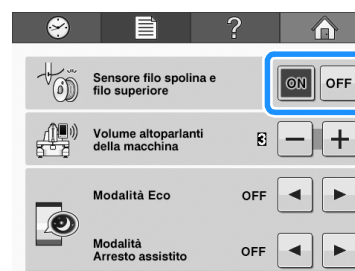 ?
Sensore filo spolina e
filo superiore
ON OFF
Volume altoparlanti
della macchina
3 − +
Modalità Eco OFF
Modalità
Arresto assistito OFF